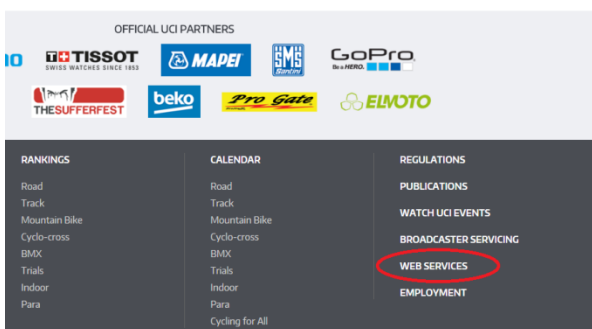 OFFICIAL UCI PARTNERS
TISSOT
SWISS WATCHES SINCE 1853
MAPEI
SMS
Santini
GoPro
Be a HERO.
THESUFFERFEST
beko
Pro Gate
ELMOTO
RANKINGS
Road
Track
Mountain Bike
Cyclo-cross
BMX
Trials
Indoor
Para
CALENDAR
Road
Track
Mountain Bike
Cyclo-cross
BMX
Trials
Indoor
Para
Cycling for All
REGULATIONS
PUBLICATIONS
WATCH UCI EVENTS
BROADCASTER SERVICING
WEB SERVICES
EMPLOYMENT